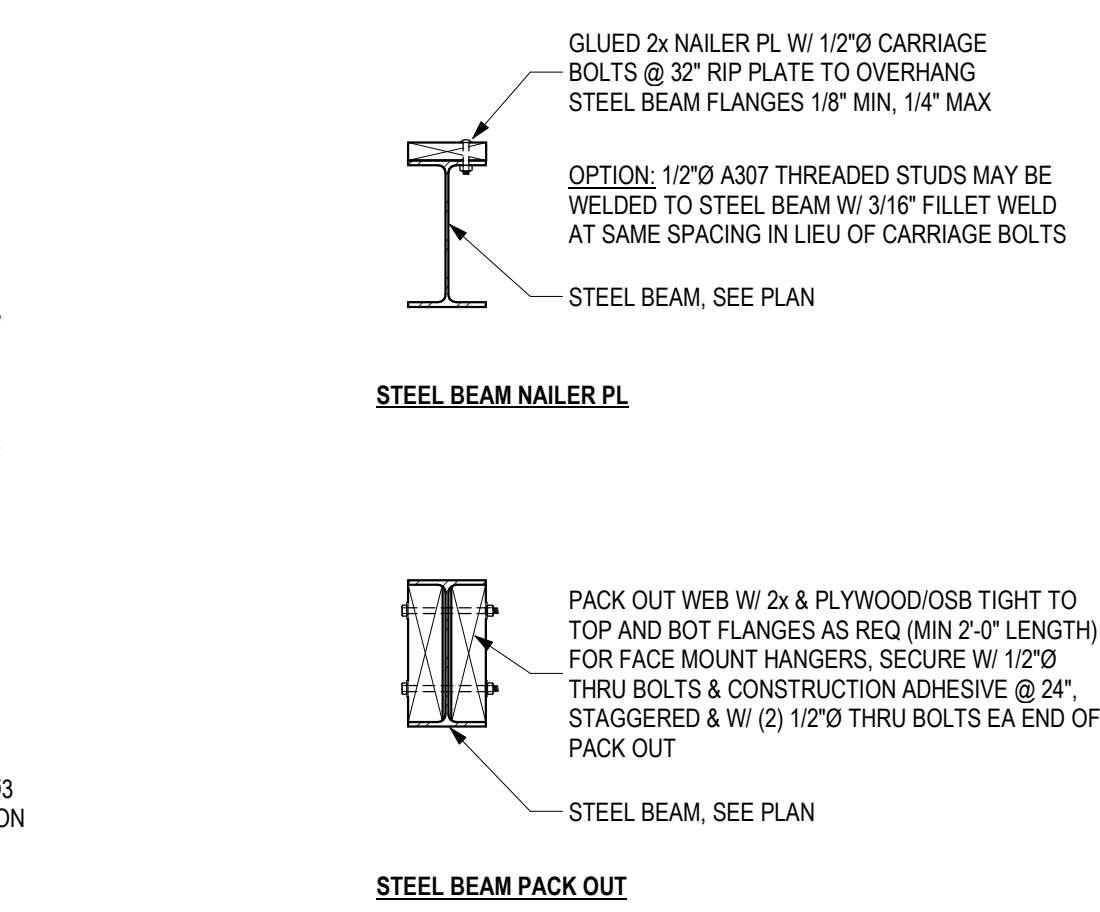 GLUED 2x NAILER PL W/ 1/2"Ø CARRIAGE
BOLTS @ 32" RIP PLATE TO OVERHANG
STEEL BEAM FLANGES 1/8" MIN, 1/4" MAX
OPTION: 1/2"Ø A307 THREADED STUDS MAY BE
WELDED TO STEEL BEAM W/ 3/16" FILLET WELD
AT SAME SPACING IN LIEU OF CARRIAGE BOLTS
STEEL BEAM, SEE PLAN
STEEL BEAM NAILER PL
PACK OUT WEB W/ 2x & PLYWOOD/OSB TIGHT TO
TOP AND BOT FLANGES AS REQ (MIN 2'-0" LENGTH)
FOR FACE MOUNT HANGERS, SECURE W/ 1/2"Ø
THRU BOLTS & CONSTRUCTION ADHESIVE @ 24",
STAGGERED & W/ (2) 1/2"Ø THRU BOLTS EA END OF
PACK OUT
STEEL BEAM, SEE PLAN
STEEL BEAM PACK OUT
3
ON